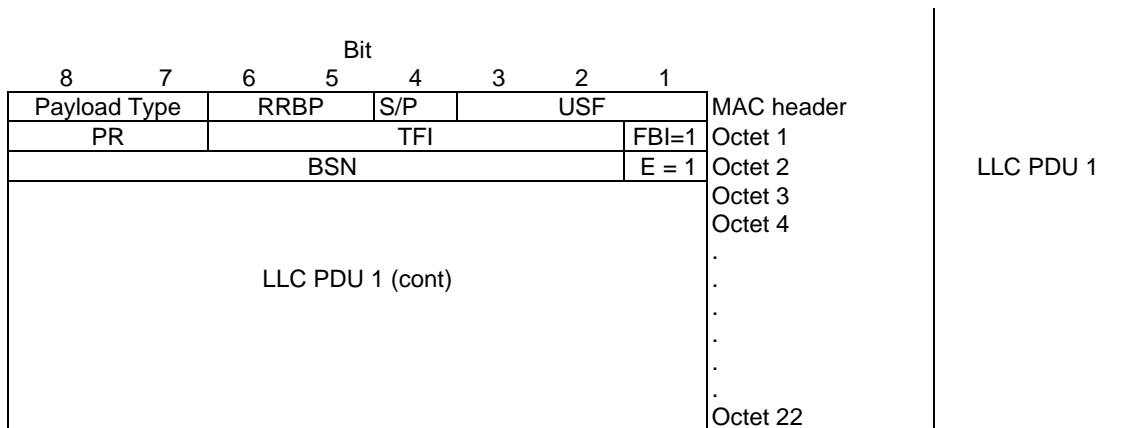 Bit
8 7 6 5 4 3 2 1
Payload Type RRBP S/P USF MAC header
PR TFI FBI=1 Octet 1
BSN E = 1 Octet 2 LLC PDU 1
Octet 3
Octet 4
.
LLC PDU 1 (cont) .
.
.
.
.
Octet 22